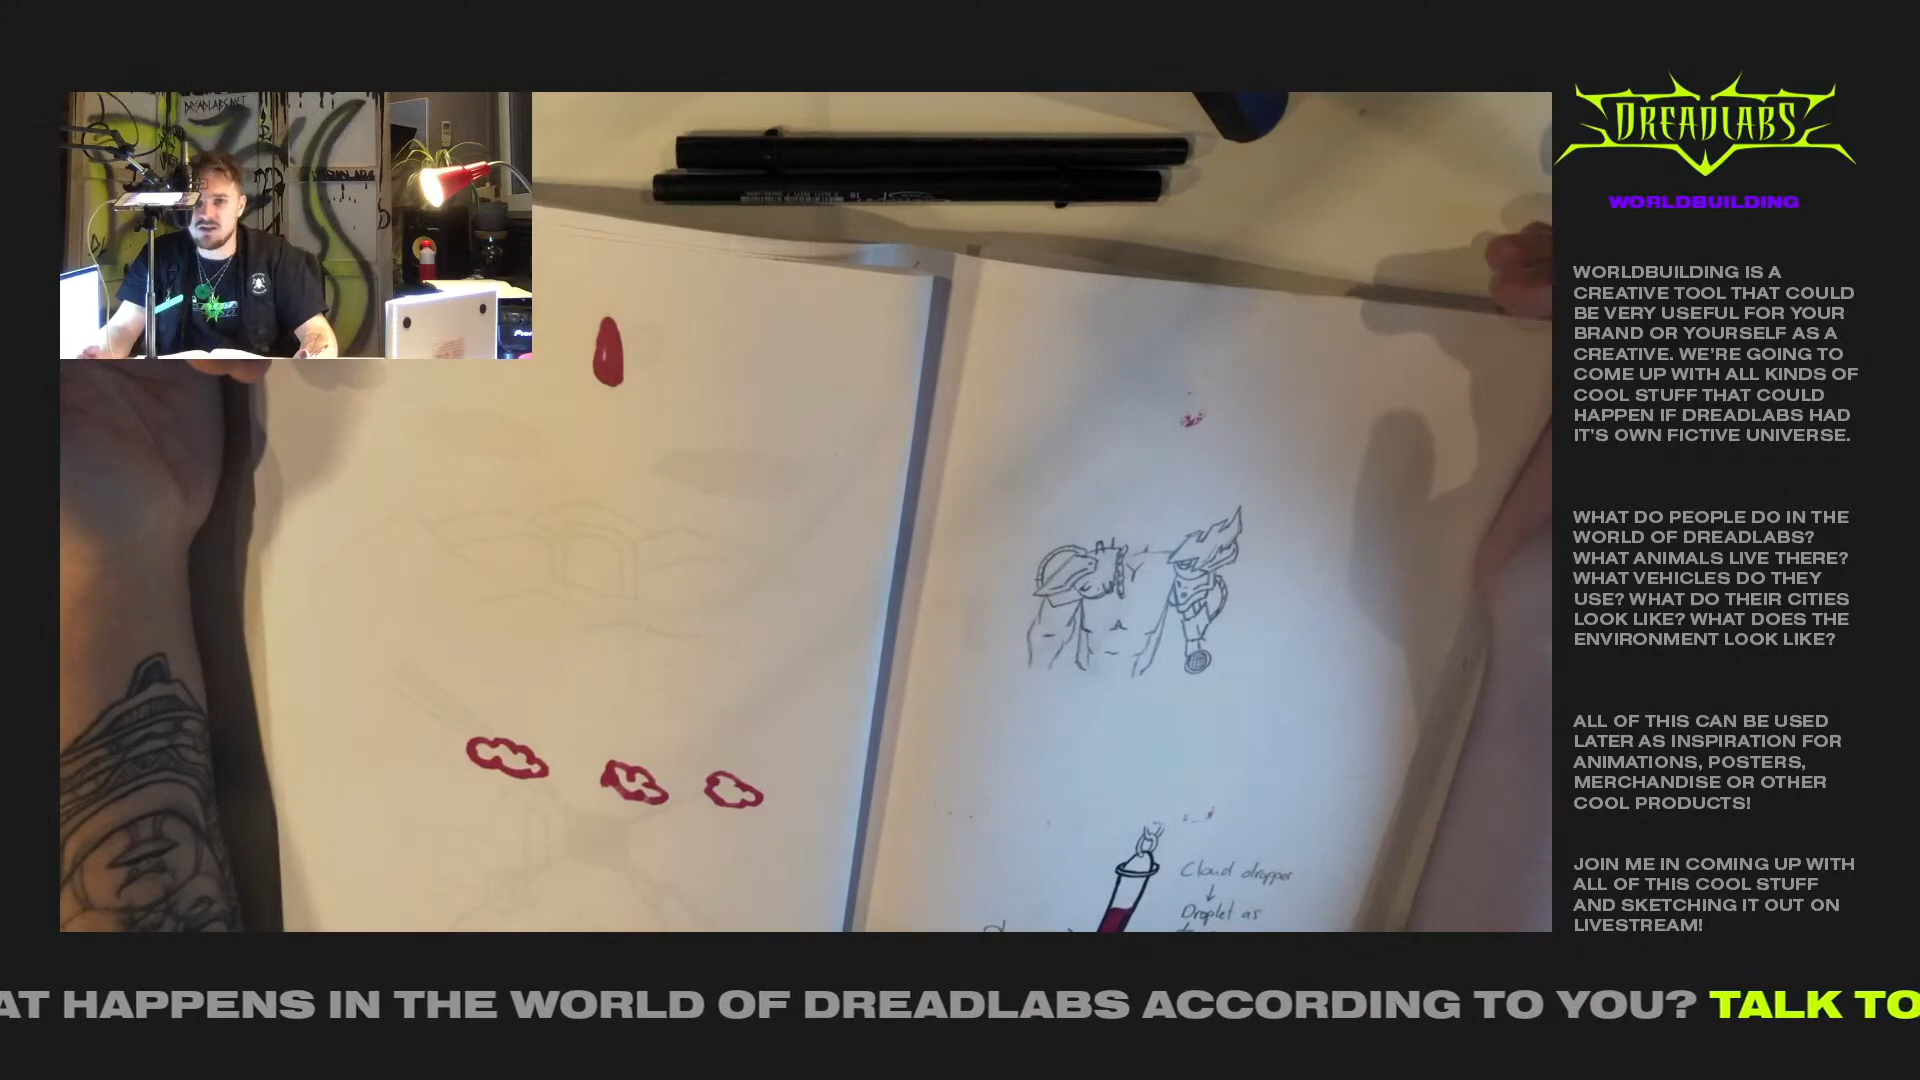 DREADLABS.NET
DREADLABS
WORLDBUILDING
WORLDBUILDING IS A
CREATIVE TOOL THAT COULD
BE VERY USEFUL FOR YOUR
BRAND OR YOURSELF AS A
CREATIVE. WE'RE GOING TO
COME UP WITH ALL KINDS OF
COOL STUFF THAT COULD
HAPPEN IF DREADLABS HAD
IT'S OWN FICTIVE UNIVERSE.
WHAT DO PEOPLE DO IN THE
WORLD OF DREADLABS?
WHAT ANIMALS LIVE THERE?
WHAT VEHICLES DO THEY
USE? WHAT DO THEIR CITIES
LOOK LIKE? WHAT DOES THE
ENVIRONMENT LOOK LIKE?
ALL OF THIS CAN BE USED
LATER AS INSPIRATION FOR
ANIMATIONS, POSTERS,
MERCHANDISE OR OTHER
COOL PRODUCTS!
JOIN ME IN COMING UP WITH
ALL OF THIS COOL STUFF
AND SKETCHING IT OUT ON
LIVESTREAM!
Cloud dropper
Droplet as
AT HAPPENS IN THE WORLD OF DREADLABS ACCORDING TO YOU? TALK TO